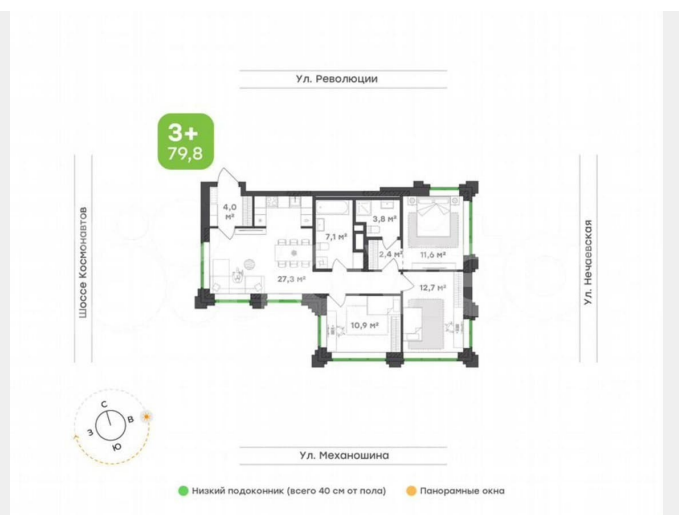 Ул. Революции
3+
79,8
4,0
м²
3,8 м²
7,1 м²
2,4 м²
11,6 м²
27,3 м²
12,7 м²
10,9 м²
Шоссе Космонавтов
Ул. Нечаевская
С
В
З
Ю
Ул. Механошина
Низкий подоконник (всего 40 см от пола)
Панорамные окна